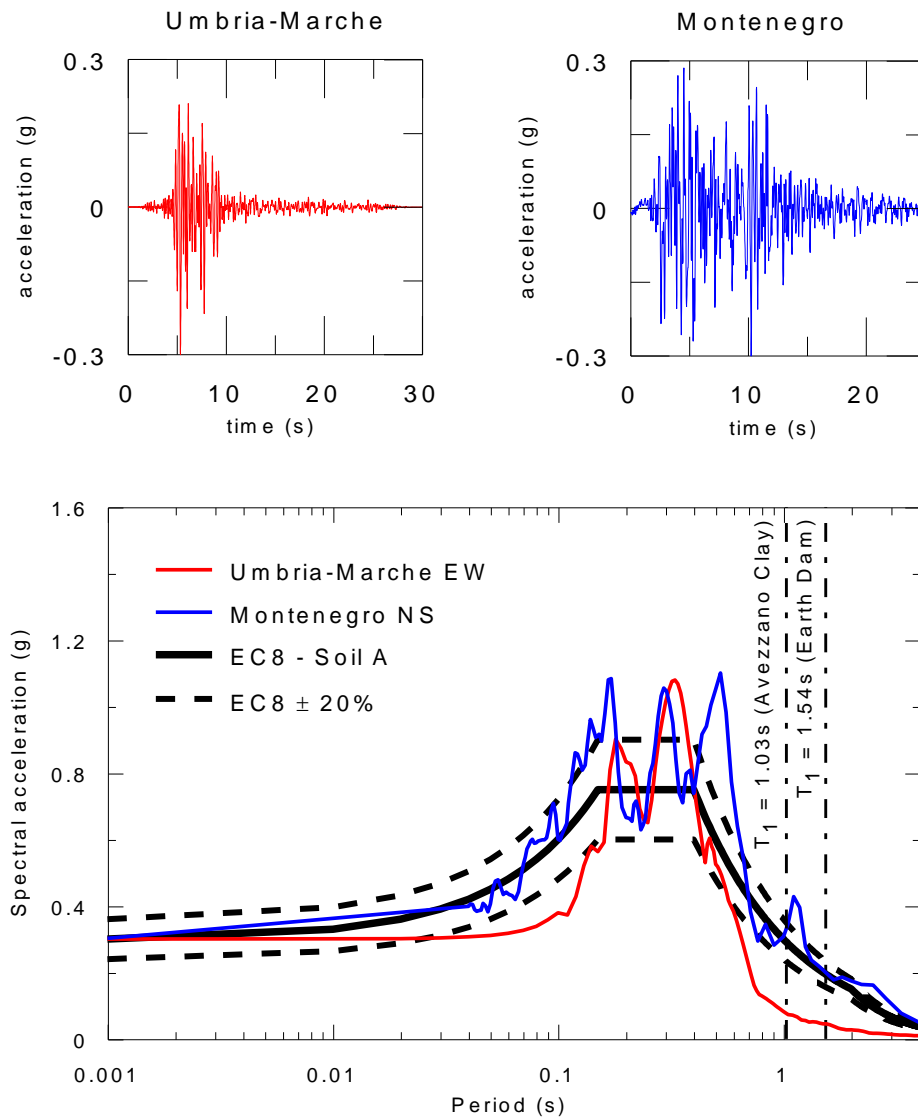 Umbria-Marche
Montenegro
0.3
0
-0.3
acceleration (g)
0 10 20 30
time (s)
0.3
0
-0.3
acceleration (g)
0 10 20
time (s)
1.6
1.2
0.8
0.4
0
Spectral acceleration (g)
Umbria-Marche EW
Montenegro NS
EC8 - Soil A
EC8 ± 20%
T1 = 1.03s (Avezzano Clay)
T1 = 1.54s (Earth Dam)
0.001 0.01 0.1 1
Period (s)